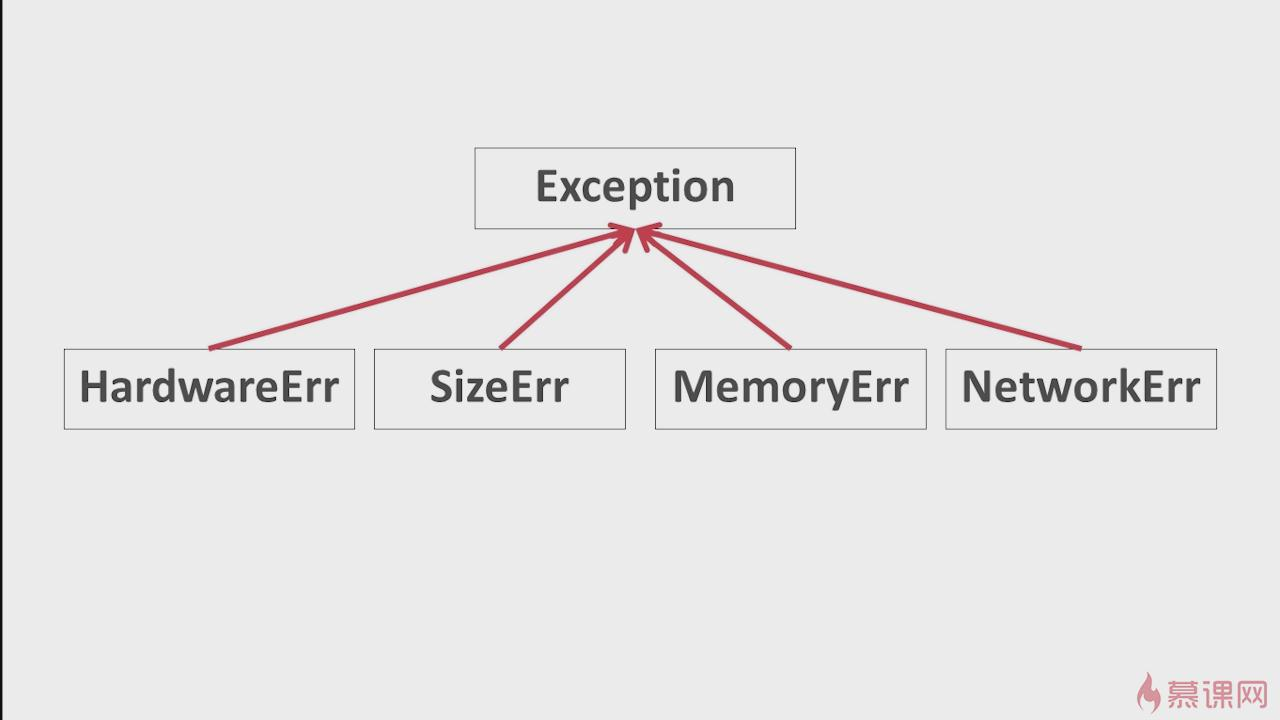 Exception
HardwareErr
SizeErr
MemoryErr
NetworkErr
慕课网